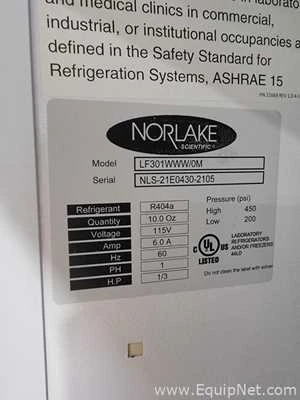 and medical clinics in commercial,
industrial, or institutional occupancies a
defined in the Safety Standard for
Refrigeration Systems, ASHRAE 15
NORLAKE
SCIENTIFIC
Model LF301WWW/0M
Serial NLS-21E0430-2105
Refrigerant R404a
Quantity 10.0 Oz
Voltage 115V
Amp 6.0 A
Hz 60
PH 1
H.P 1/3
Pressure (psi)
High 450
Low 200
C UL US
LISTED
LABORATORY
REFRIGERATORS
AND/OR FREEZERS
Do not clean the label with
© www.EquipNet.com